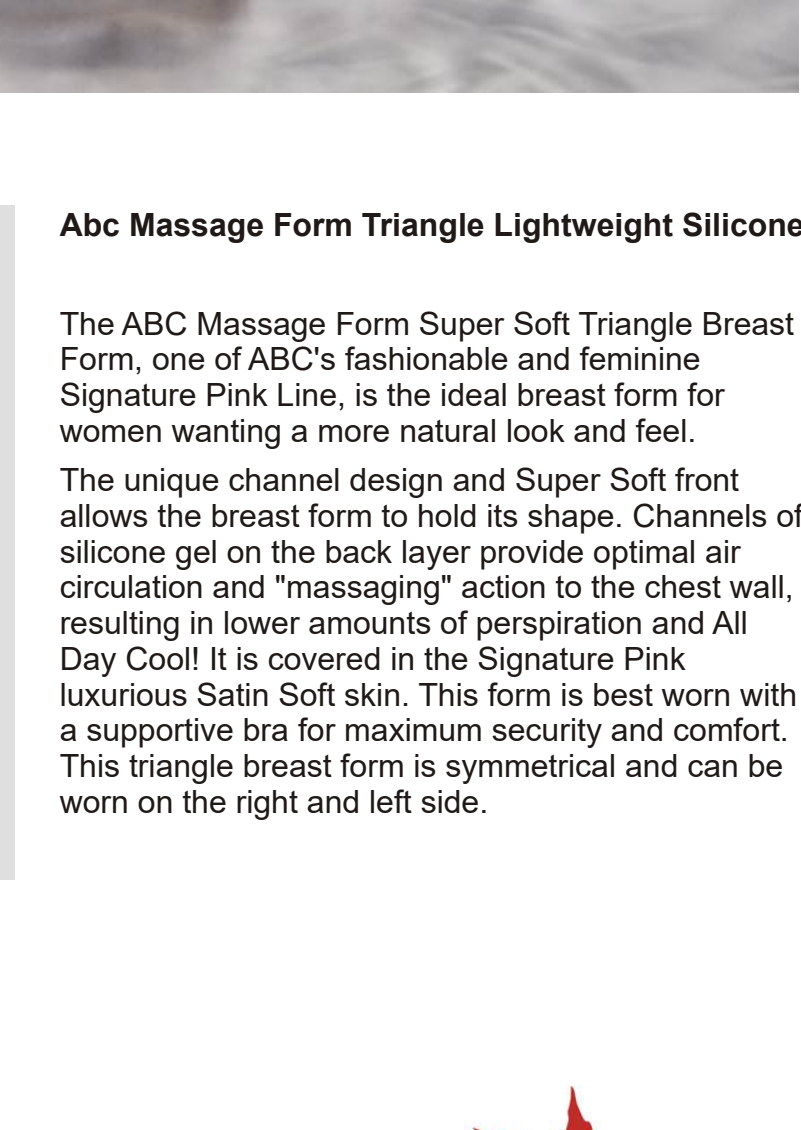 Abc Massage Form Triangle Lightweight Silicone
The ABC Massage Form Super Soft Triangle Breast
Form, one of ABC's fashionable and feminine
Signature Pink Line, is the ideal breast form for
women wanting a more natural look and feel.
The unique channel design and Super Soft front
allows the breast form to hold its shape. Channels of
silicone gel on the back layer provide optimal air
circulation and "massaging" action to the chest wall,
resulting in lower amounts of perspiration and All
Day Cool! It is covered in the Signature Pink
luxurious Satin Soft skin. This form is best worn with
a supportive bra for maximum security and comfort.
This triangle breast form is symmetrical and can be
worn on the right and left side.